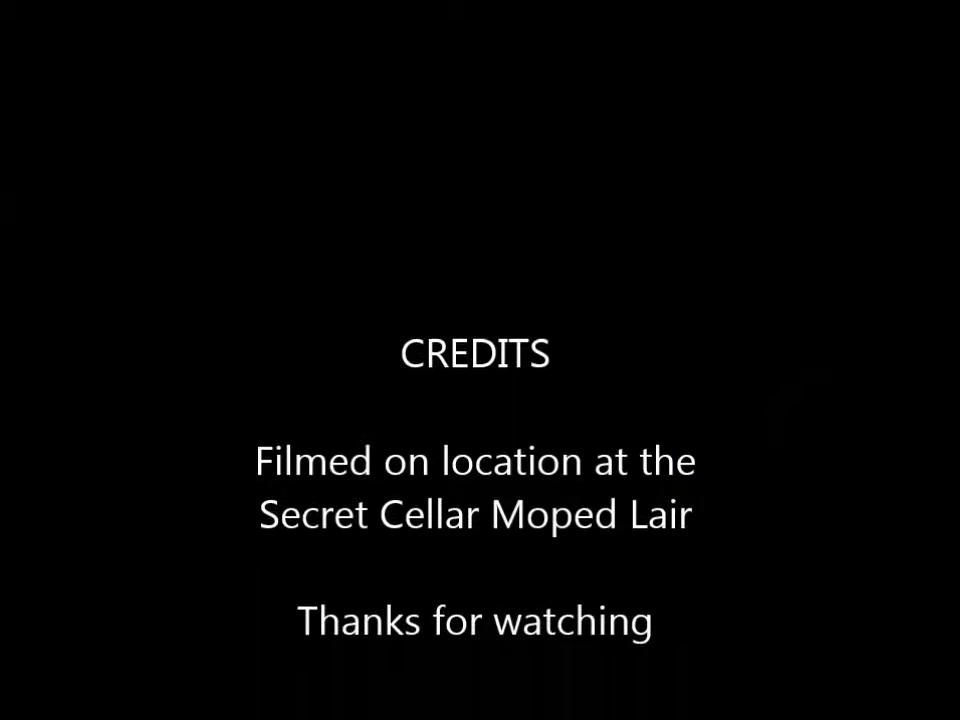 CREDITS
Filmed on location at the
Secret Cellar Moped Lair
Thanks for watching